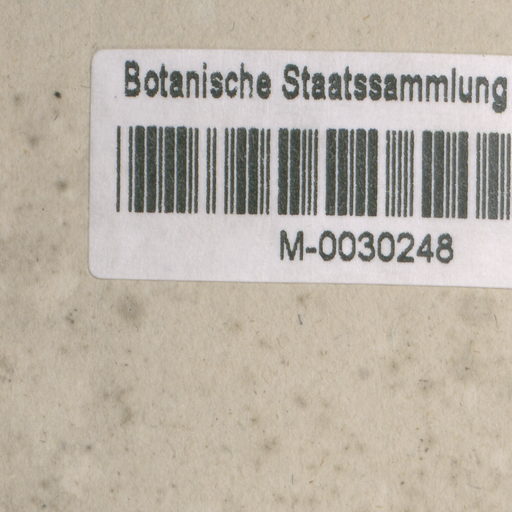 Botanische Staatssammlung
M-0030248